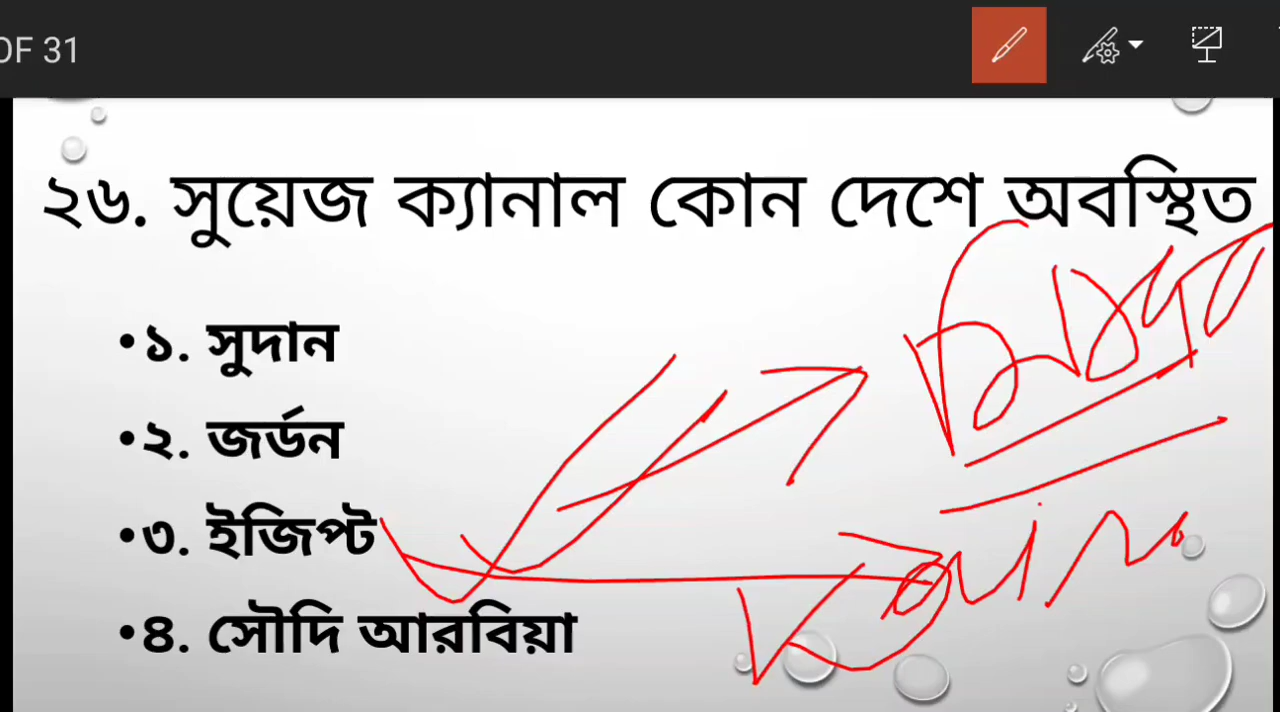 OF 31
২৬. সুয়েজ ক্যানাল কোন দেশে অবস্থিত
•১. সুদান
•২. জর্ডন
•৩. ইজিপ্ট
•৪. সৌদি আরবিয়া